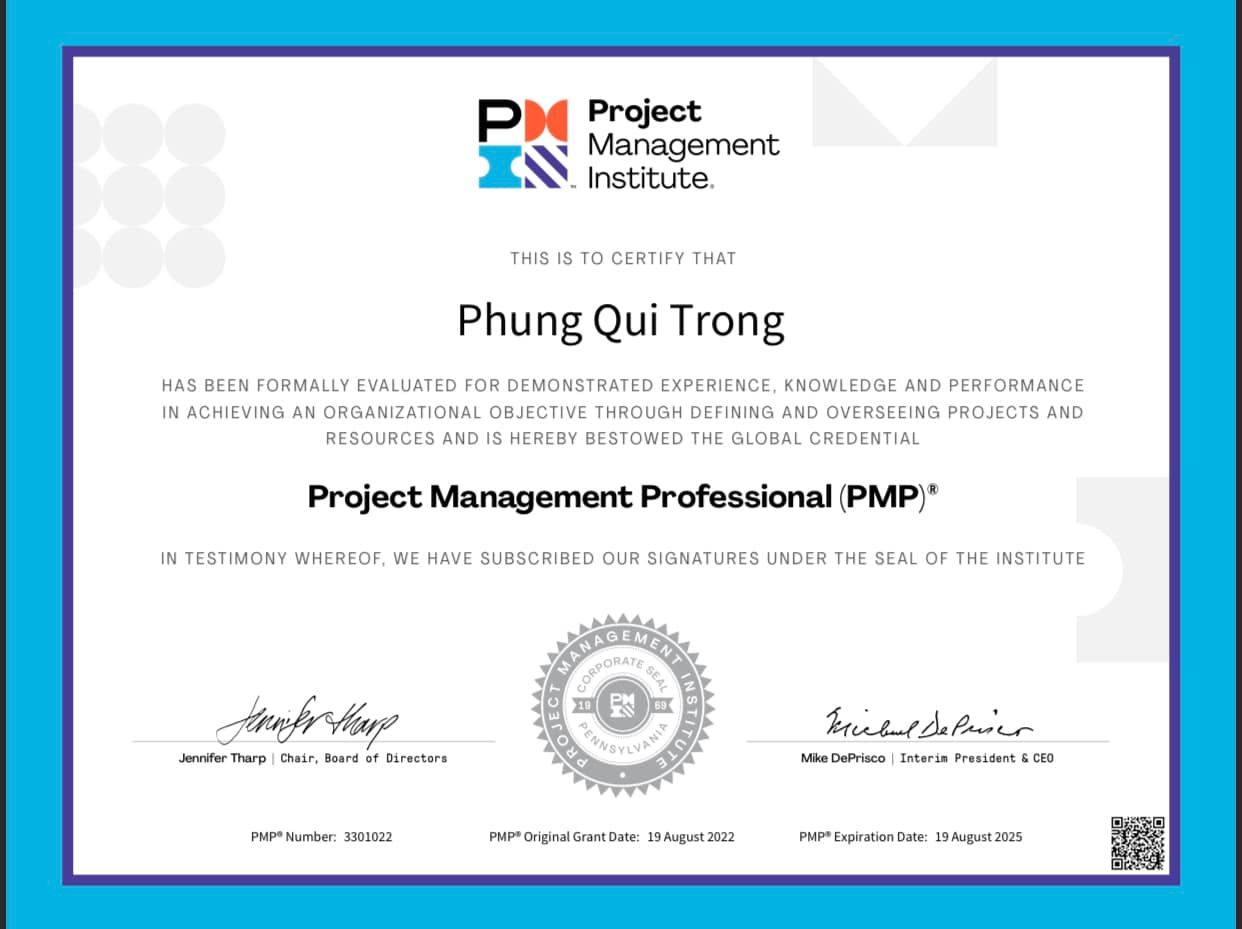 Project
Management
Institute®
THIS IS TO CERTIFY THAT
Phung Qui Trong
HAS BEEN FORMALLY EVALUATED FOR DEMONSTRATED EXPERIENCE, KNOWLEDGE AND PERFORMANCE
IN ACHIEVING AN ORGANIZATIONAL OBJECTIVE THROUGH DEFINING AND OVERSEEING PROJECTS AND
RESOURCES AND IS HEREBY BESTOWED THE GLOBAL CREDENTIAL
Project Management Professional (PMP)®
IN TESTIMONY WHEREOF, WE HAVE SUBSCRIBED OUR SIGNATURES UNDER THE SEAL OF THE INSTITUTE
PROJECT MANAGEMENT INSTITUTE
CORPORATE SEAL
19 69
PENNSYLVANIA
Jennifer Tharp
Michael DePrisco
Jennifer Tharp | Chair, Board of Directors
Mike DePrisco | Interim President & CEO
PMP® Number: 3301022
PMP® Original Grant Date: 19 August 2022
PMP® Expiration Date: 19 August 2025